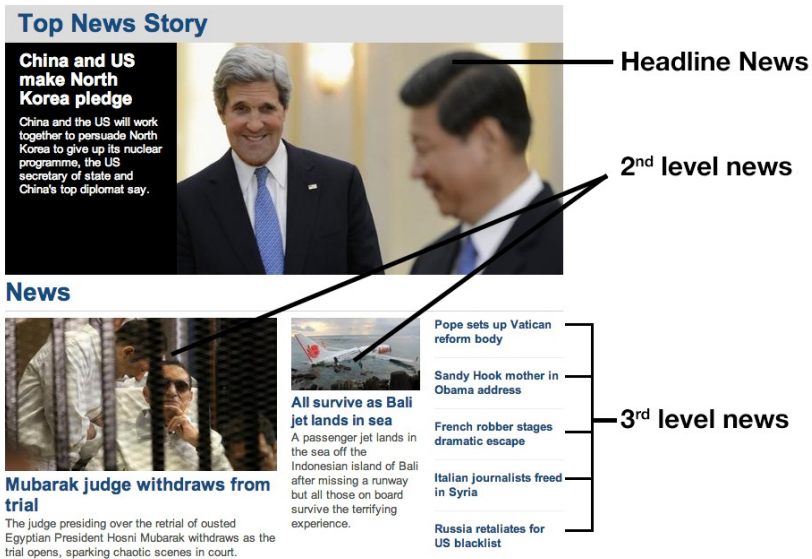 Top News Story
China and US
make North
Korea pledge
China and the US will work
together to persuade North
Korea to give up its nuclear
programme, the US
secretary of state and
China's top diplomat say.
Headline News
2nd level news
News
Mubarak judge withdraws from
trial
The judge presiding over the retrial of ousted
Egyptian President Hosni Mubarak withdraws as the
trial opens, sparking chaotic scenes in court.
All survive as Bali
jet lands in sea
A passenger jet lands in
the sea off the
Indonesian island of Bali
after missing a runway
but all those on board
survive the terrifying
experience.
Pope sets up Vatican
reform body
Sandy Hook mother in
Obama address
French robber stages
dramatic escape
Italian journalists freed
in Syria
Russia retaliates for
US blacklist
3rd level news